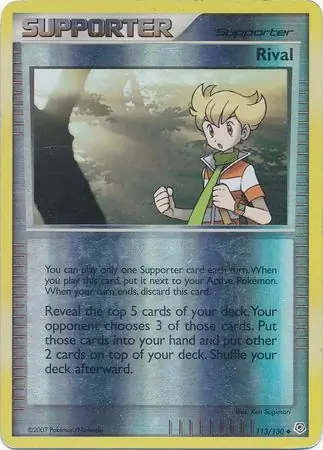 SUPPORTER
Supporter
Rival
You can play only one Supporter card each turn. When
you play this card, put it next to your Active Pokémon.
When your turn ends, discard this card.
Reveal the top 5 cards of your deck. Your
opponent chooses 3 of those cards. Put
those cards into your hand and put other
2 cards on top of your deck. Shuffle your
deck afterward.
Illus. Ken Sugimori
©2007 Pokémon/Nintendo
113/130